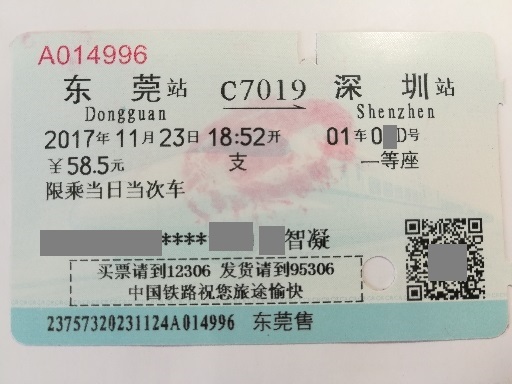 A014996
东莞站 C7019 深圳站
Dongguan Shenzhen
2017年11月23日 18:52开 01车0 D号
￥58.5元 支 一等座
限乘当日当次车
**** 智凝
买票请到12306 发货请到95306
中国铁路祝您旅途愉快
23757320231124A014996 东莞售